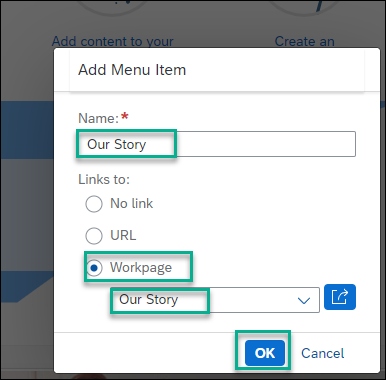 Add content to your
Create an
Add Menu Item
Name:*
Our Story
Links to:
No link
URL
Workpage
Our Story
OK
Cancel